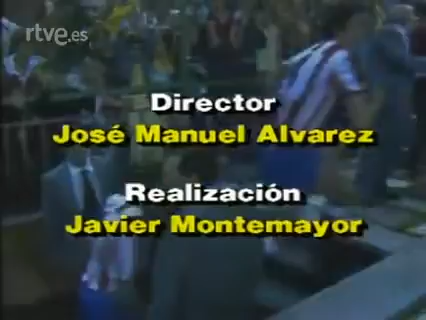 rtve.es
Director
José Manuel Alvarez
Realización
Javier Montemayor